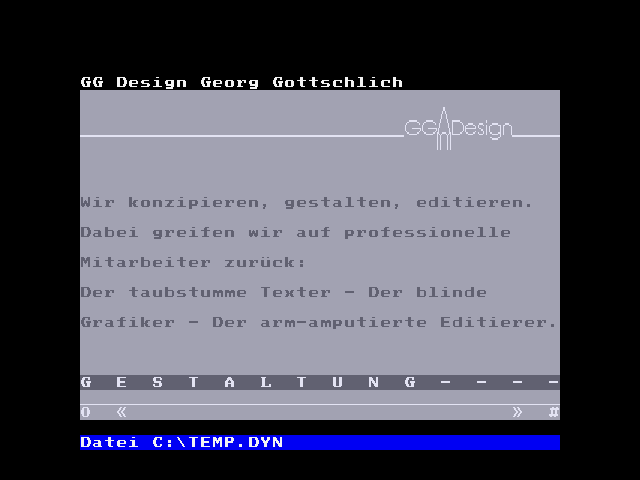 GG Design Georg Gottschlich
GG Design
Wir konzipieren, gestalten, editieren.
Dabei greifen wir auf professionelle
Mitarbeiter zurück:
Der taubstumme Texter - Der blinde
Grafiker - Der arm-amputierte Editierer.
G E S T A L T U N G - - - -
0 « » #
Datei C:\TEMP.DYN